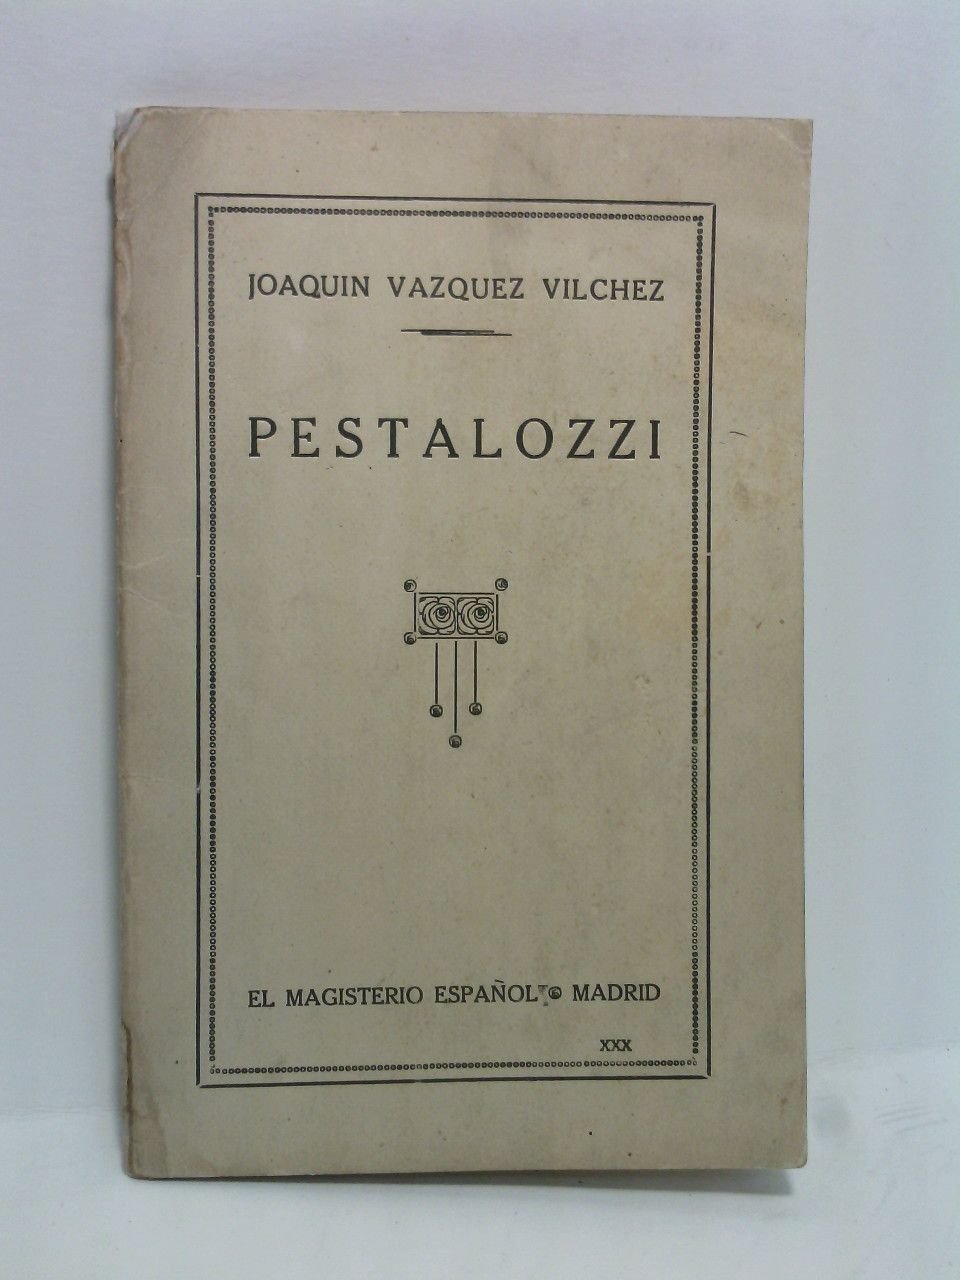 JOAQUIN VAZQUEZ VILCHEZ
PESTALOZZI
EL MAGISTERIO ESPAÑOL MADRID
XXX